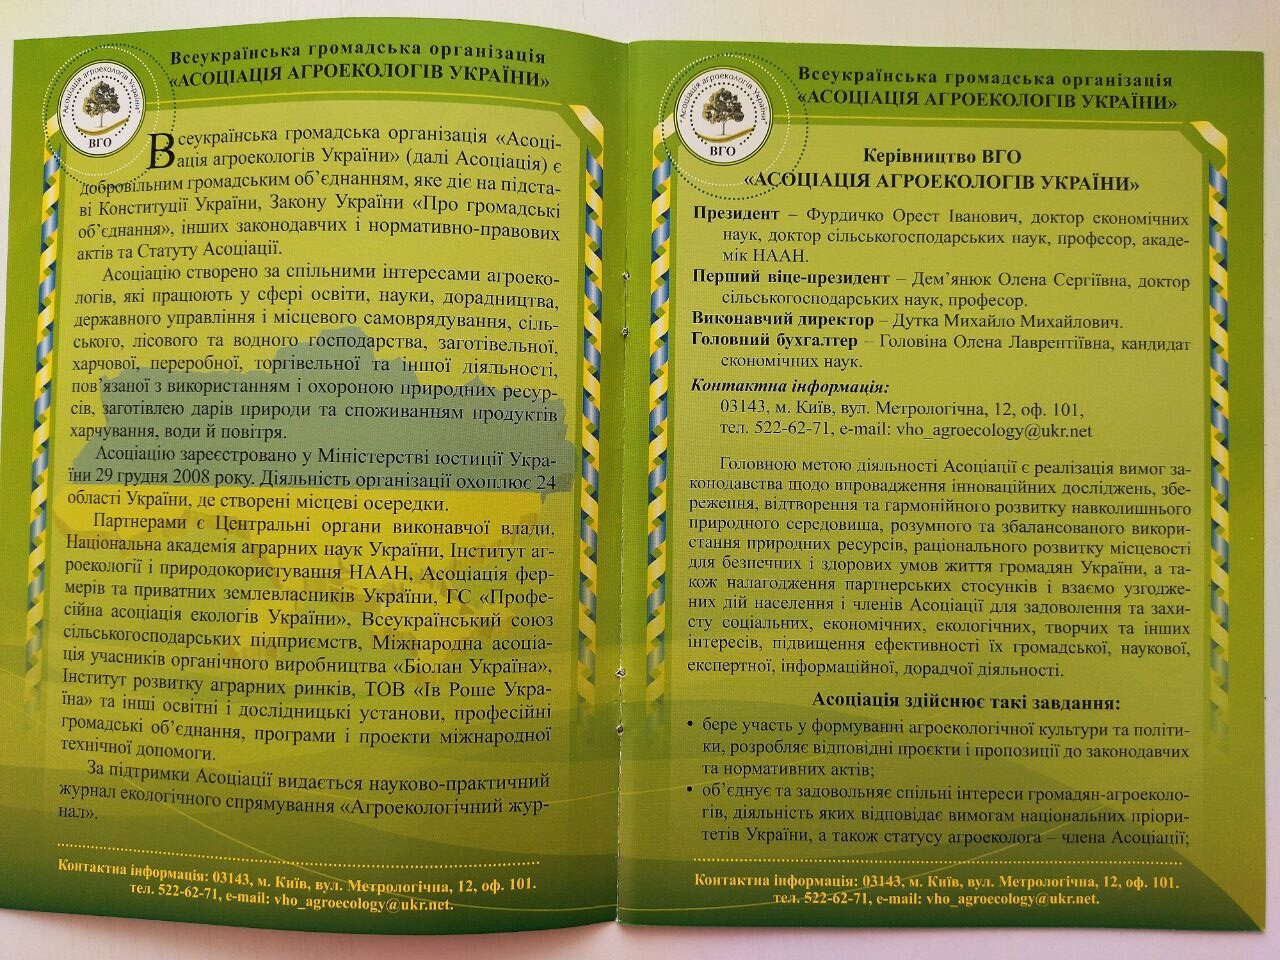 Всеукраїнська громадська організація
«АСОЦІАЦІЯ АГРОЕКОЛОГІВ УКРАЇНИ»
Асоціація агроекологів України
ВГО
Всеукраїнська громадська організація «Асоці-
ація агроекологів України» (далі Асоціація) є
добровільним громадським об’єднанням, яке діє на підста-
ві Конституції України, Закону України «Про громадські
об’єднання», інших законодавчих і нормативно-правових
актів та Статуту Асоціації.
Асоціацію створено за спільними інтересами агроеко-
логів, які працюють у сфері освіти, науки, дорадництва,
державного управління і місцевого самоврядування, сіль-
ського, лісового та водного господарства, заготівельної,
харчової, переробної, торгівельної та іншої діяльності,
пов’язаної з використанням і охороною природних ресур-
сів, заготівлею дарів природи та споживанням продуктів
харчування, води й повітря.
Асоціацію зареєстровано у Міністерстві юстиції Укра-
їни 29 грудня 2008 року. Діяльність організації охоплює 24
області України, де створені місцеві осередки.
Партнерами є Центральні органи виконавчої влади,
Національна академія аграрних наук України, Інститут аг-
роекології і природокористування НААН, Асоціація фер-
мерів та приватних землевласників України, ГС «Профе-
сійна асоціація екологів України», Всеукраїнський союз
сільськогосподарських підприємств, Міжнародна асоціа-
ція учасників органічного виробництва «Біолан Україна»,
Інститут розвитку аграрних ринків, ТОВ «Ів Роше Укра-
їна» та інші освітні і дослідницькі установи, професійні
громадські об’єднання, програми і проекти міжнародної
технічної допомоги.
За підтримки Асоціації видається науково-практичний
журнал екологічного спрямування «Агроекологічний жур-
нал».
Контактна інформація: 03143, м. Київ, вул. Метрологічна, 12, оф. 101.
тел. 522-62-71, e-mail: vho_agroecology@ukr.net.
Всеукраїнська громадська організація
«АСОЦІАЦІЯ АГРОЕКОЛОГІВ УКРАЇНИ»
Асоціація агроекологів України
ВГО
Керівництво ВГО
«АСОЦІАЦІЯ АГРОЕКОЛОГІВ УКРАЇНИ»
Президент – Фурдичко Орест Іванович, доктор економічних
наук, доктор сільськогосподарських наук, професор, акаде-
мік НААН.
Перший віце-президент – Дем’янюк Олена Сергіївна, доктор
сільськогосподарських наук, професор.
Виконавчий директор – Дутка Михайло Михайлович.
Головний бухгалтер – Головіна Олена Лаврентіївна, кандидат
економічних наук.
Контактна інформація:
03143, м. Київ, вул. Метрологічна, 12, оф. 101,
тел. 522-62-71, e-mail: vho_agroecology@ukr.net
Головною метою діяльності Асоціації є реалізація вимог за-
конодавства щодо впровадження інноваційних досліджень, збе-
реження, відтворення та гармонійного розвитку навколишнього
природного середовища, розумного та збалансованого викори-
стання природних ресурсів, раціонального розвитку місцевості
для безпечних і здорових умов життя громадян України, а та-
кож налагодження партнерських стосунків і взаємо узгодже-
них дій населення і членів Асоціації для задоволення та захи-
сту соціальних, економічних, екологічних, творчих та інших
інтересів, підвищення ефективності їх громадської, наукової,
експертної, інформаційної, дорадчої діяльності.
Асоціація здійснює такі завдання:
• бере участь у формуванні агроекологічної культури та політи-
ки, розробляє відповідні проєкти і пропозиції до законодавчих
та нормативних актів;
• об’єднує та задовольняє спільні інтереси громадян-агроеколо-
гів, діяльність яких відповідає вимогам національних пріори-
тетів України, а також статусу агроеколога – члена Асоціації;
Контактна інформація: 03143, м. Київ, вул. Метрологічна, 12, оф. 101.
тел. 522-62-71, e-mail: vho_agroecology@ukr.net.